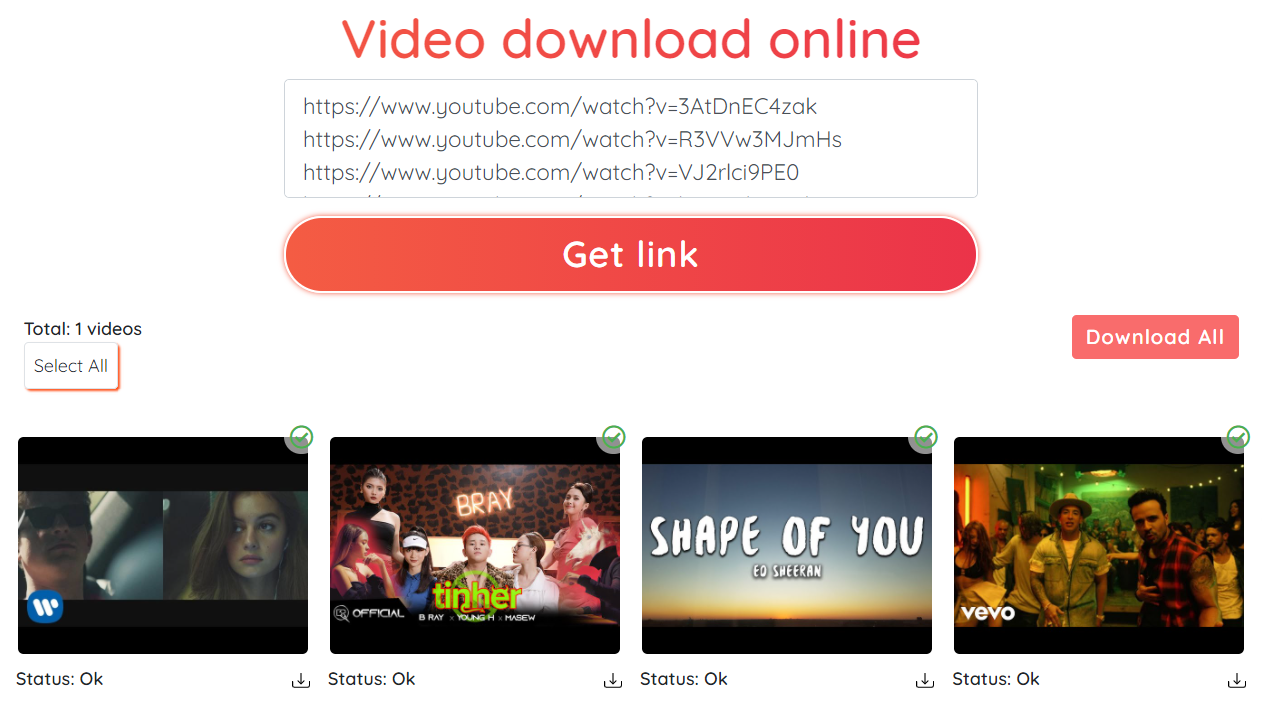 Video download online
https://www.youtube.com/watch?v=3AtDnEC4zak
https://www.youtube.com/watch?v=R3VVw3MJmHs
https://www.youtube.com/watch?v=VJ2rlci9PE0
Get link
Total: 1 videos
Download All
Select All
BRAY
tinher
OFFICIAL
B RAY x YOUNG H x MASEW
SHAPE OF YOU
ED SHEERAN
vevo
Status: Ok
Status: Ok
Status: Ok
Status: Ok